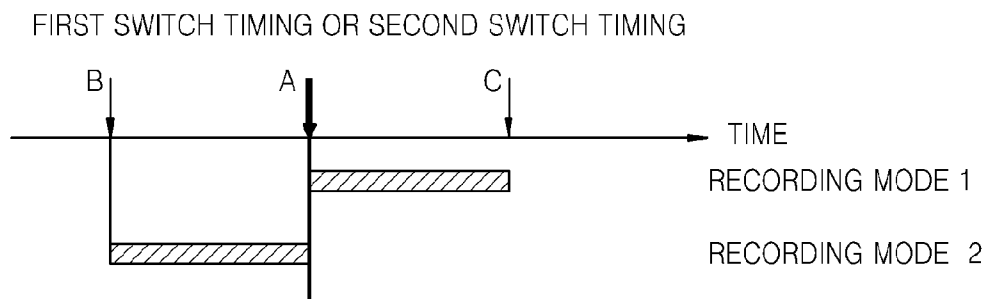 FIRST SWITCH TIMING OR SECOND SWITCH TIMING
B A C
TIME
RECORDING MODE 1
RECORDING MODE 2